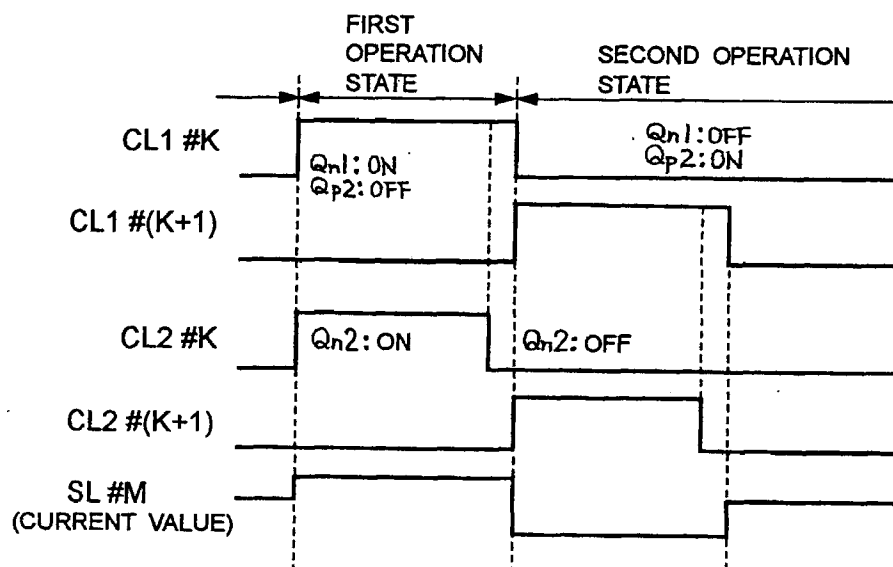 FIRST
OPERATION
STATE
SECOND OPERATION
STATE
CL1 #K
Qn1: ON
Qp2: OFF
Qn1: OFF
Qp2: ON
CL1 #(K+1)
CL2 #K
Qn2: ON
Qn2: OFF
CL2 #(K+1)
SL #M
(CURRENT VALUE)